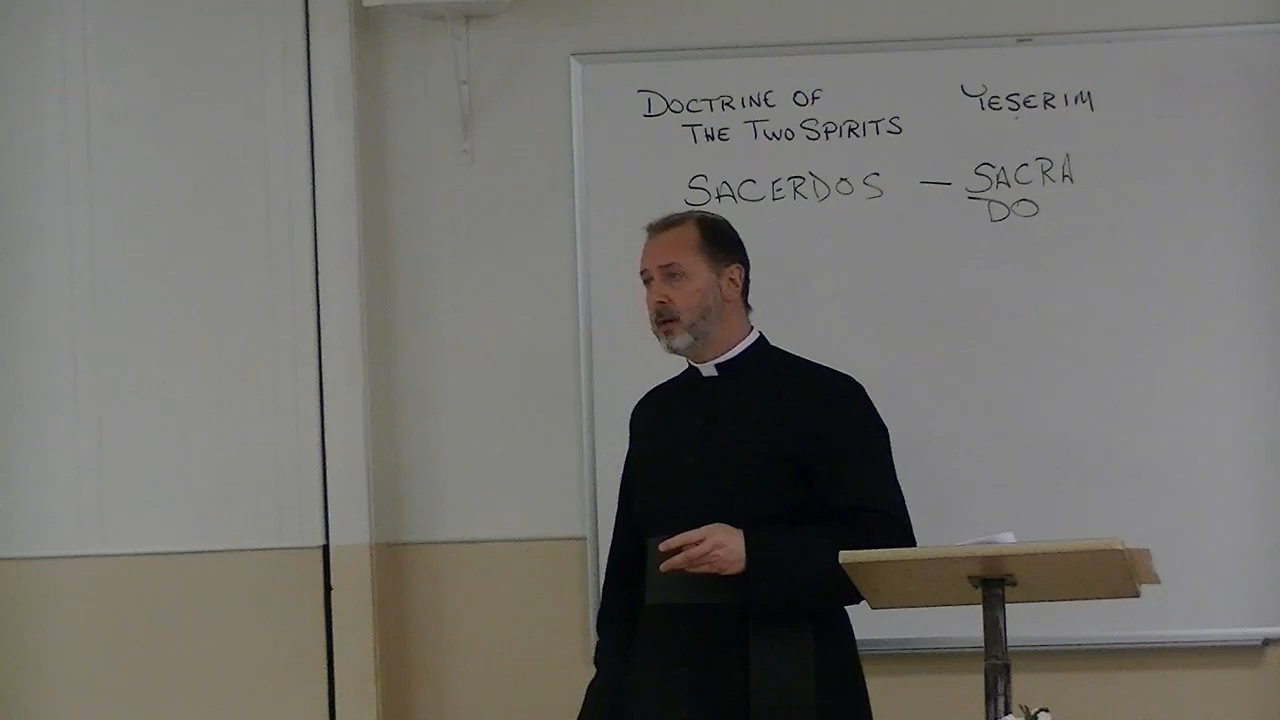 DOCTRINE OF
THE TWO SPIRITS
YESERIM
SACERDOS — SACRA
DO